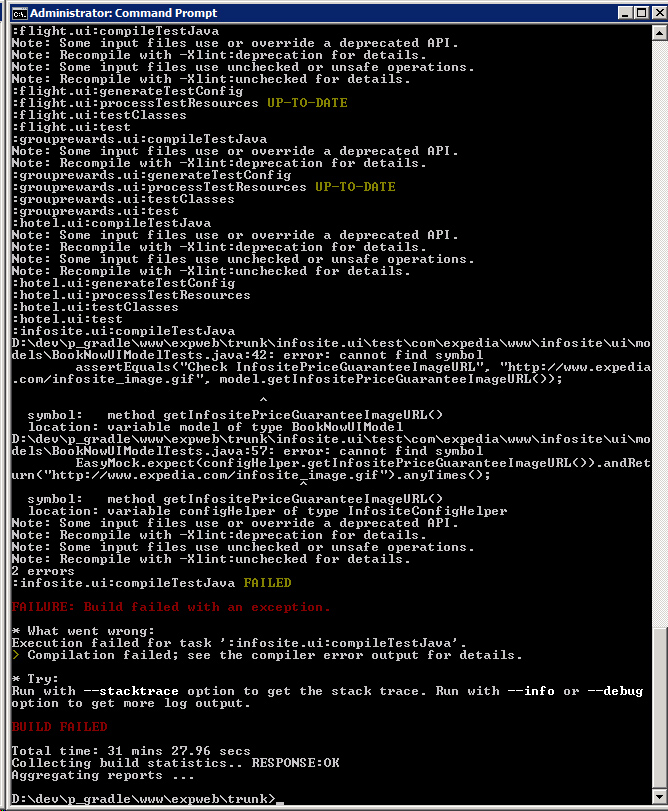 Administrator: Command Prompt
:flight.ui:compileTestJava
Note: Some input files use or override a deprecated API.
Note: Recompile with -Xlint:deprecation for details.
Note: Some input files use unchecked or unsafe operations.
Note: Recompile with -Xlint:unchecked for details.
:flight.ui:generateTestConfig
:flight.ui:processTestResources UP-TO-DATE
:flight.ui:testClasses
:flight.ui:test
:grouprewards.ui:compileTestJava
Note: Some input files use or override a deprecated API.
Note: Recompile with -Xlint:deprecation for details.
:grouprewards.ui:generateTestConfig
:grouprewards.ui:processTestResources UP-TO-DATE
:grouprewards.ui:testClasses
:grouprewards.ui:test
:hotel.ui:compileTestJava
Note: Some input files use or override a deprecated API.
Note: Recompile with -Xlint:deprecation for details.
Note: Some input files use unchecked or unsafe operations.
Note: Recompile with -Xlint:unchecked for details.
:hotel.ui:generateTestConfig
:hotel.ui:processTestResources
:hotel.ui:testClasses
:hotel.ui:test
:infosite.ui:compileTestJava
D:\dev\p_gradle\www\expweb\trunk\infosite.ui\test\com\expedia\www\infosite\ui\mo
dels\BookNowUIModelTests.java:42: error: cannot find symbol
assertEquals("Check InfositePriceGuaranteeImageURL", "http://www.expedia
.com/infosite_image.gif", model.getInfositePriceGuaranteeImageURL());
^
symbol: method getInfositePriceGuaranteeImageURL()
location: variable model of type BookNowUIModel
D:\dev\p_gradle\www\expweb\trunk\infosite.ui\test\com\expedia\www\infosite\ui\mo
dels\BookNowUIModelTests.java:57: error: cannot find symbol
EasyMock.expect(configHelper.getInfositePriceGuaranteeImageURL()).andRet
urn("http://www.expedia.com/infosite_image.gif").anyTimes();
^
symbol: method getInfositePriceGuaranteeImageURL()
location: variable configHelper of type InfositeConfigHelper
Note: Some input files use or override a deprecated API.
Note: Recompile with -Xlint:deprecation for details.
Note: Some input files use unchecked or unsafe operations.
Note: Recompile with -Xlint:unchecked for details.
2 errors
:infosite.ui:compileTestJava FAILED
FAILURE: Build failed with an exception.
* What went wrong:
Execution failed for task ':infosite.ui:compileTestJava'.
> Compilation failed; see the compiler error output for details.
* Try:
Run with --stacktrace option to get the stack trace. Run with --info or --debug
option to get more log output.
BUILD FAILED
Total time: 31 mins 27.96 secs
Collecting build statistics.. RESPONSE:OK
Aggregating reports ...
D:\dev\p_gradle\www\expweb\trunk>_